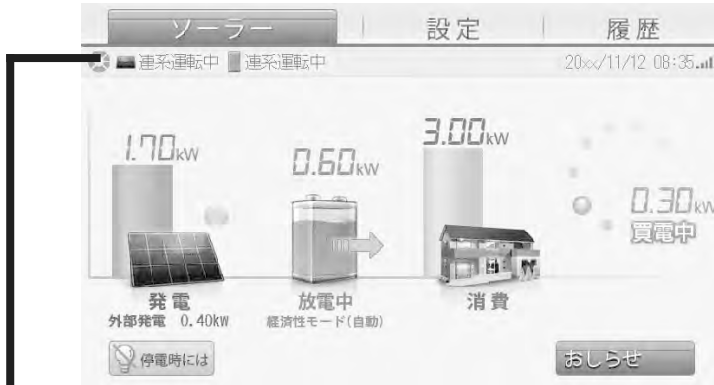 ソーラー 設定 履歴
連系運転中 連系運転中 20xx/11/12 08:35
1.70kW 0.60kW 3.00kW 0.30kW
買電中
発電 放電中 消費
外部発電 0.40kW 経済性モード(自動)
停電時には おしらせ